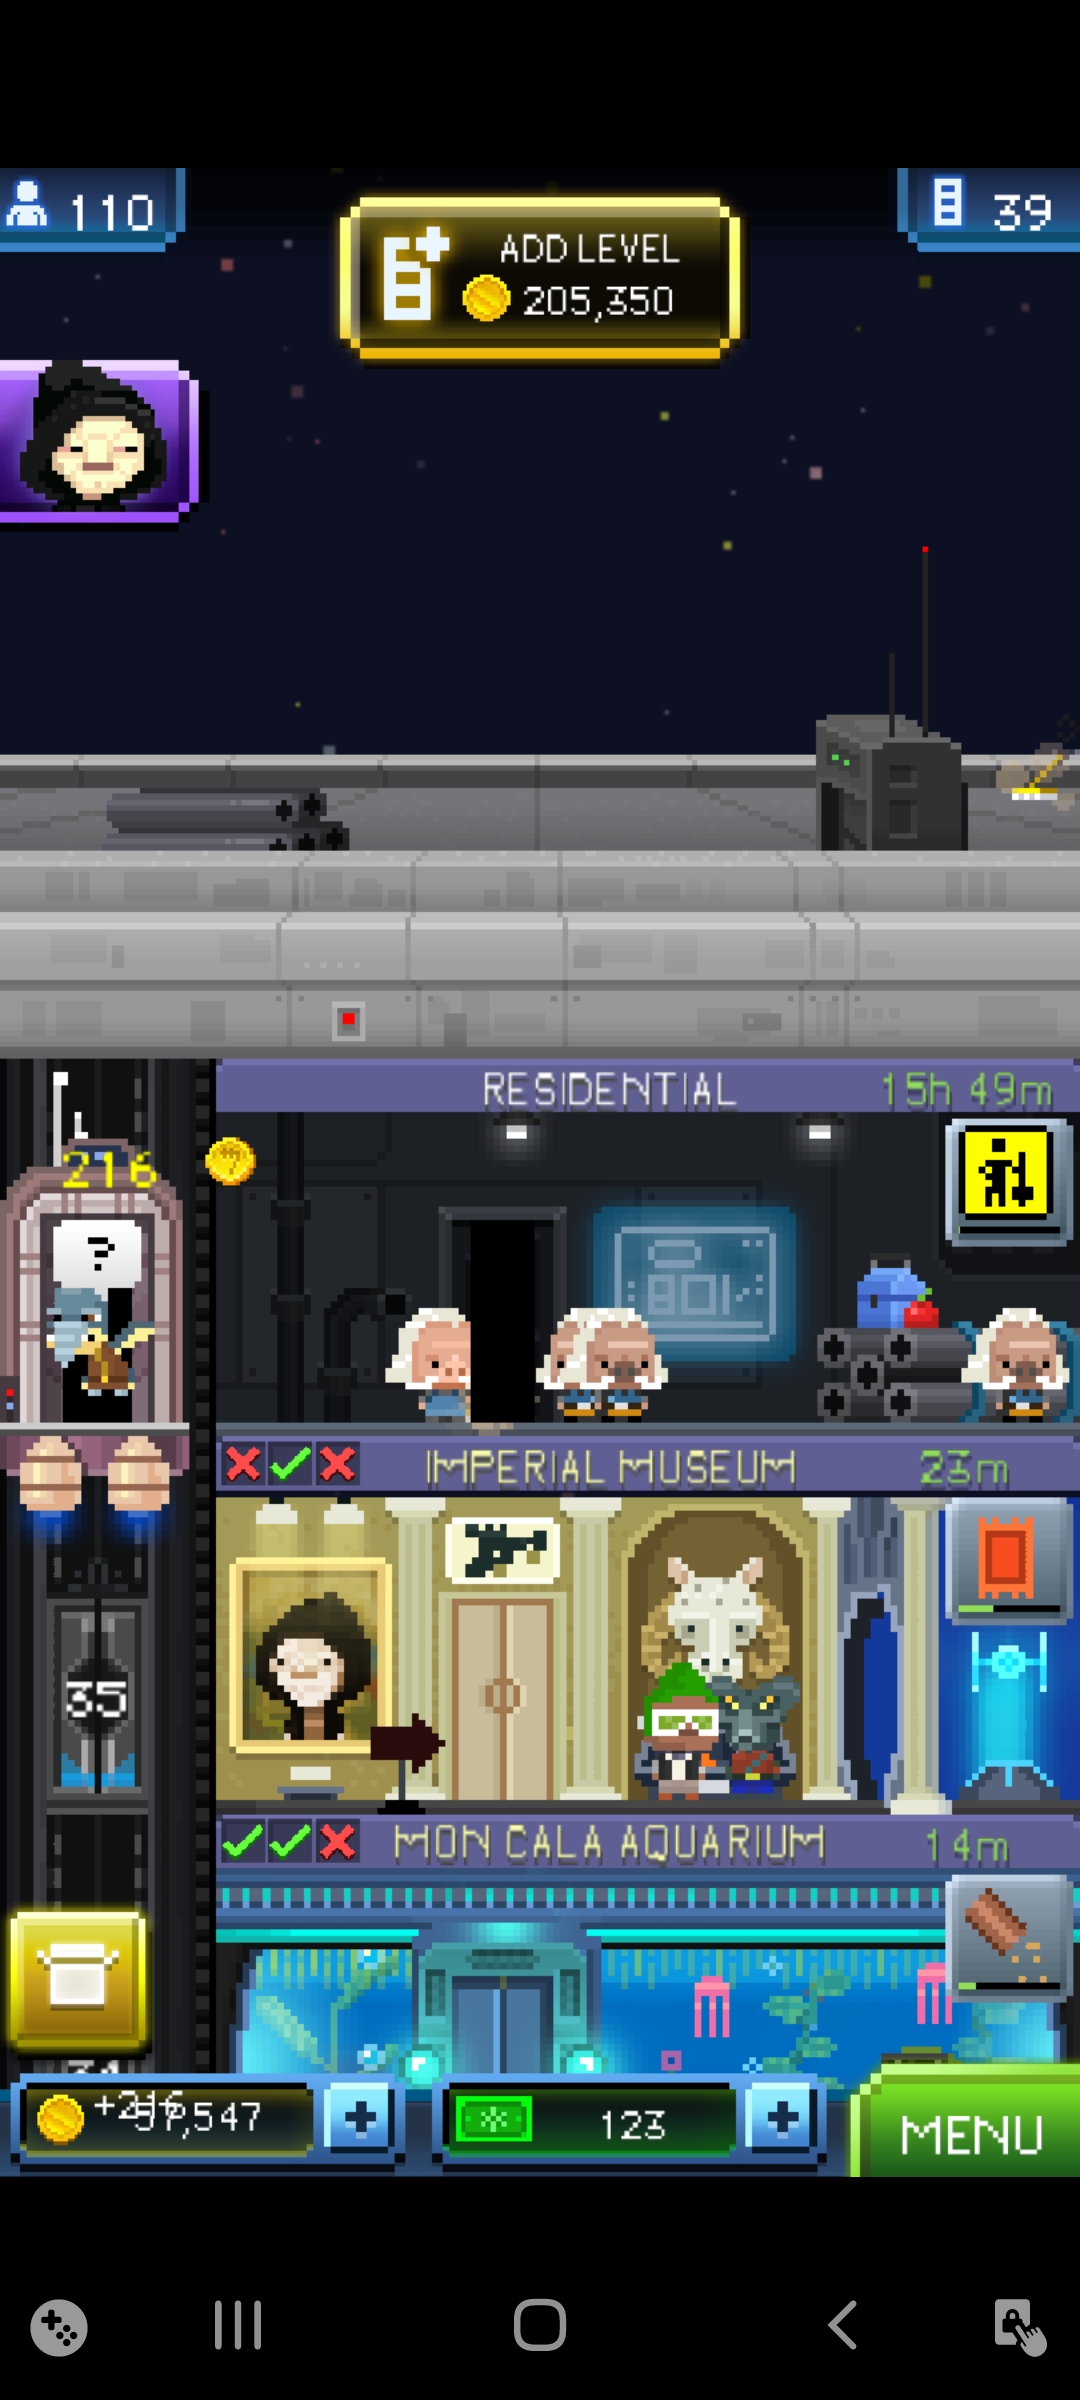 110
ADD LEVEL
205,350
39
RESIDENTIAL 15h 49m
216
?
IMPERIAL MUSEUM 23m
35
MON CALA AQUARIUM 14m
123
MENU